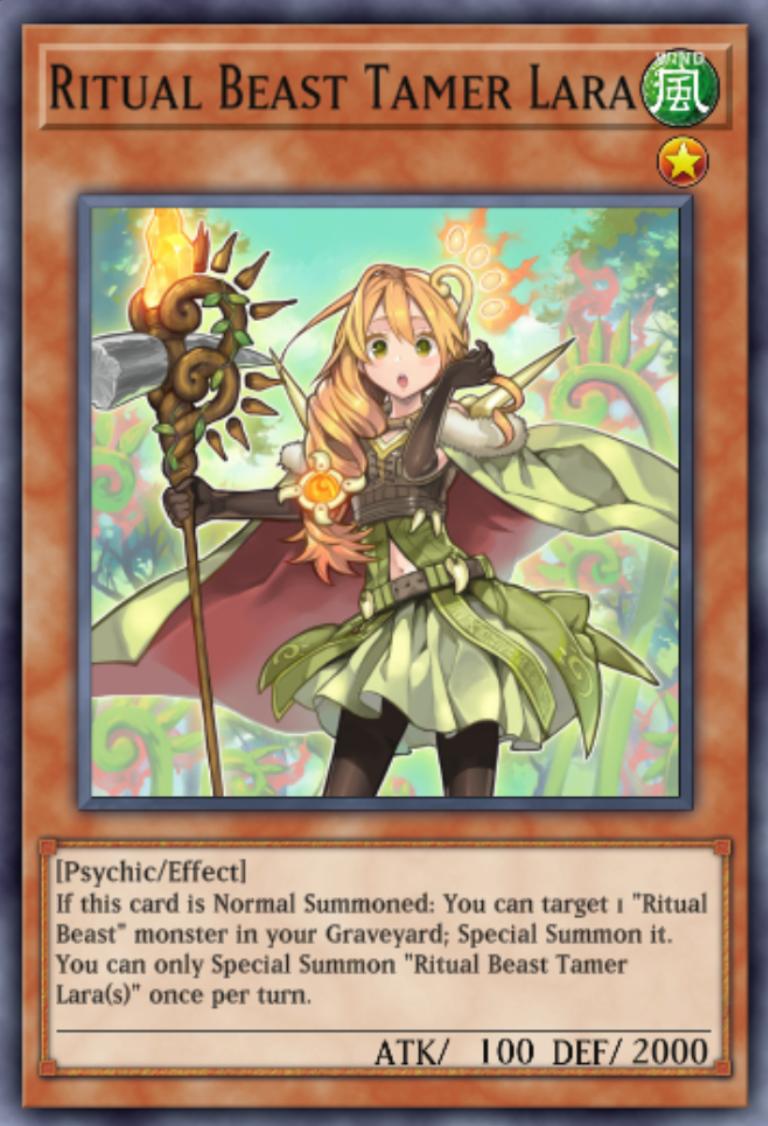 RITUAL BEAST TAMER LARA
WIND
風
[Psychic/Effect]
If this card is Normal Summoned: You can target 1 "Ritual
Beast" monster in your Graveyard; Special Summon it.
You can only Special Summon "Ritual Beast Tamer
Lara(s)" once per turn.
ATK/ 100 DEF/ 2000